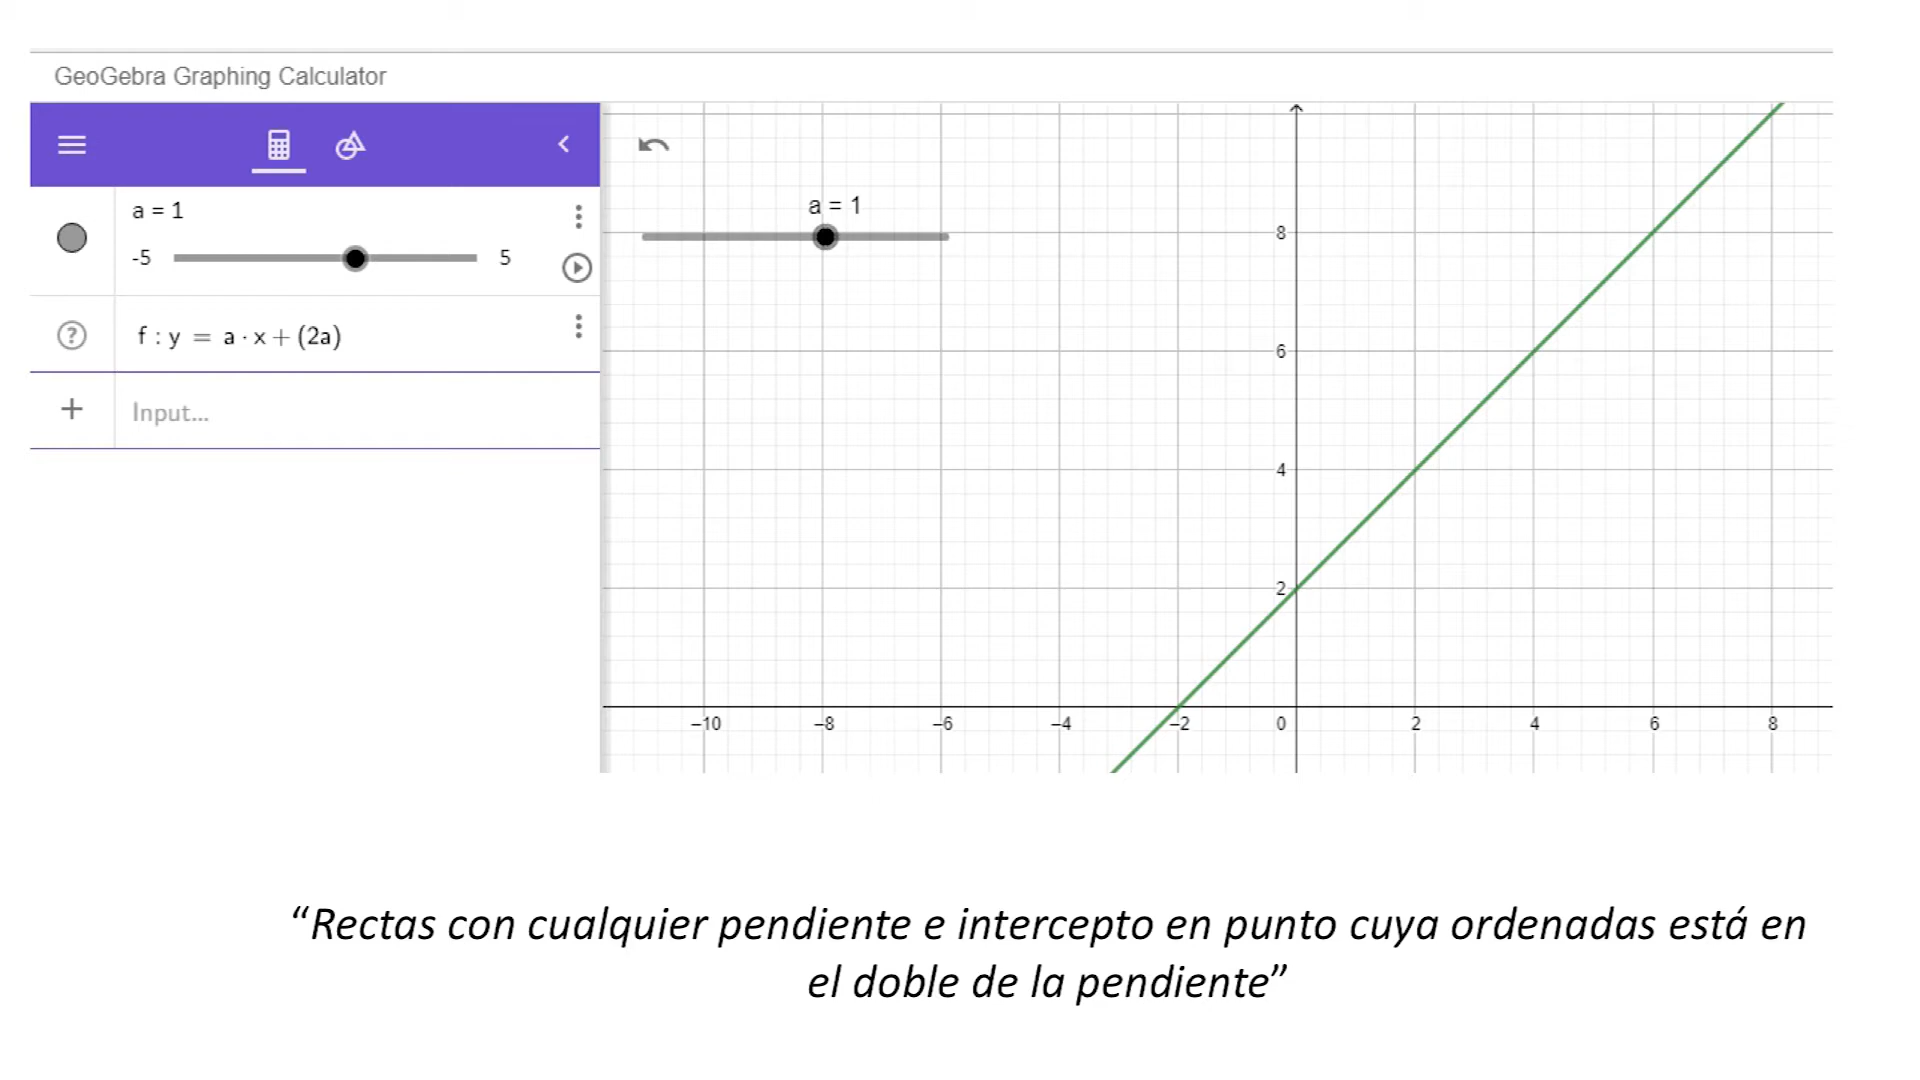 GeoGebra Graphing Calculator
a = 1
-5 5
f : y = a · x + (2a)
Input...
a = 1
8
6
4
2
–10 –8 –6 –4 –2 0 2 4 6 8
“Rectas con cualquier pendiente e intercepto en punto cuya ordenadas está en
el doble de la pendiente”